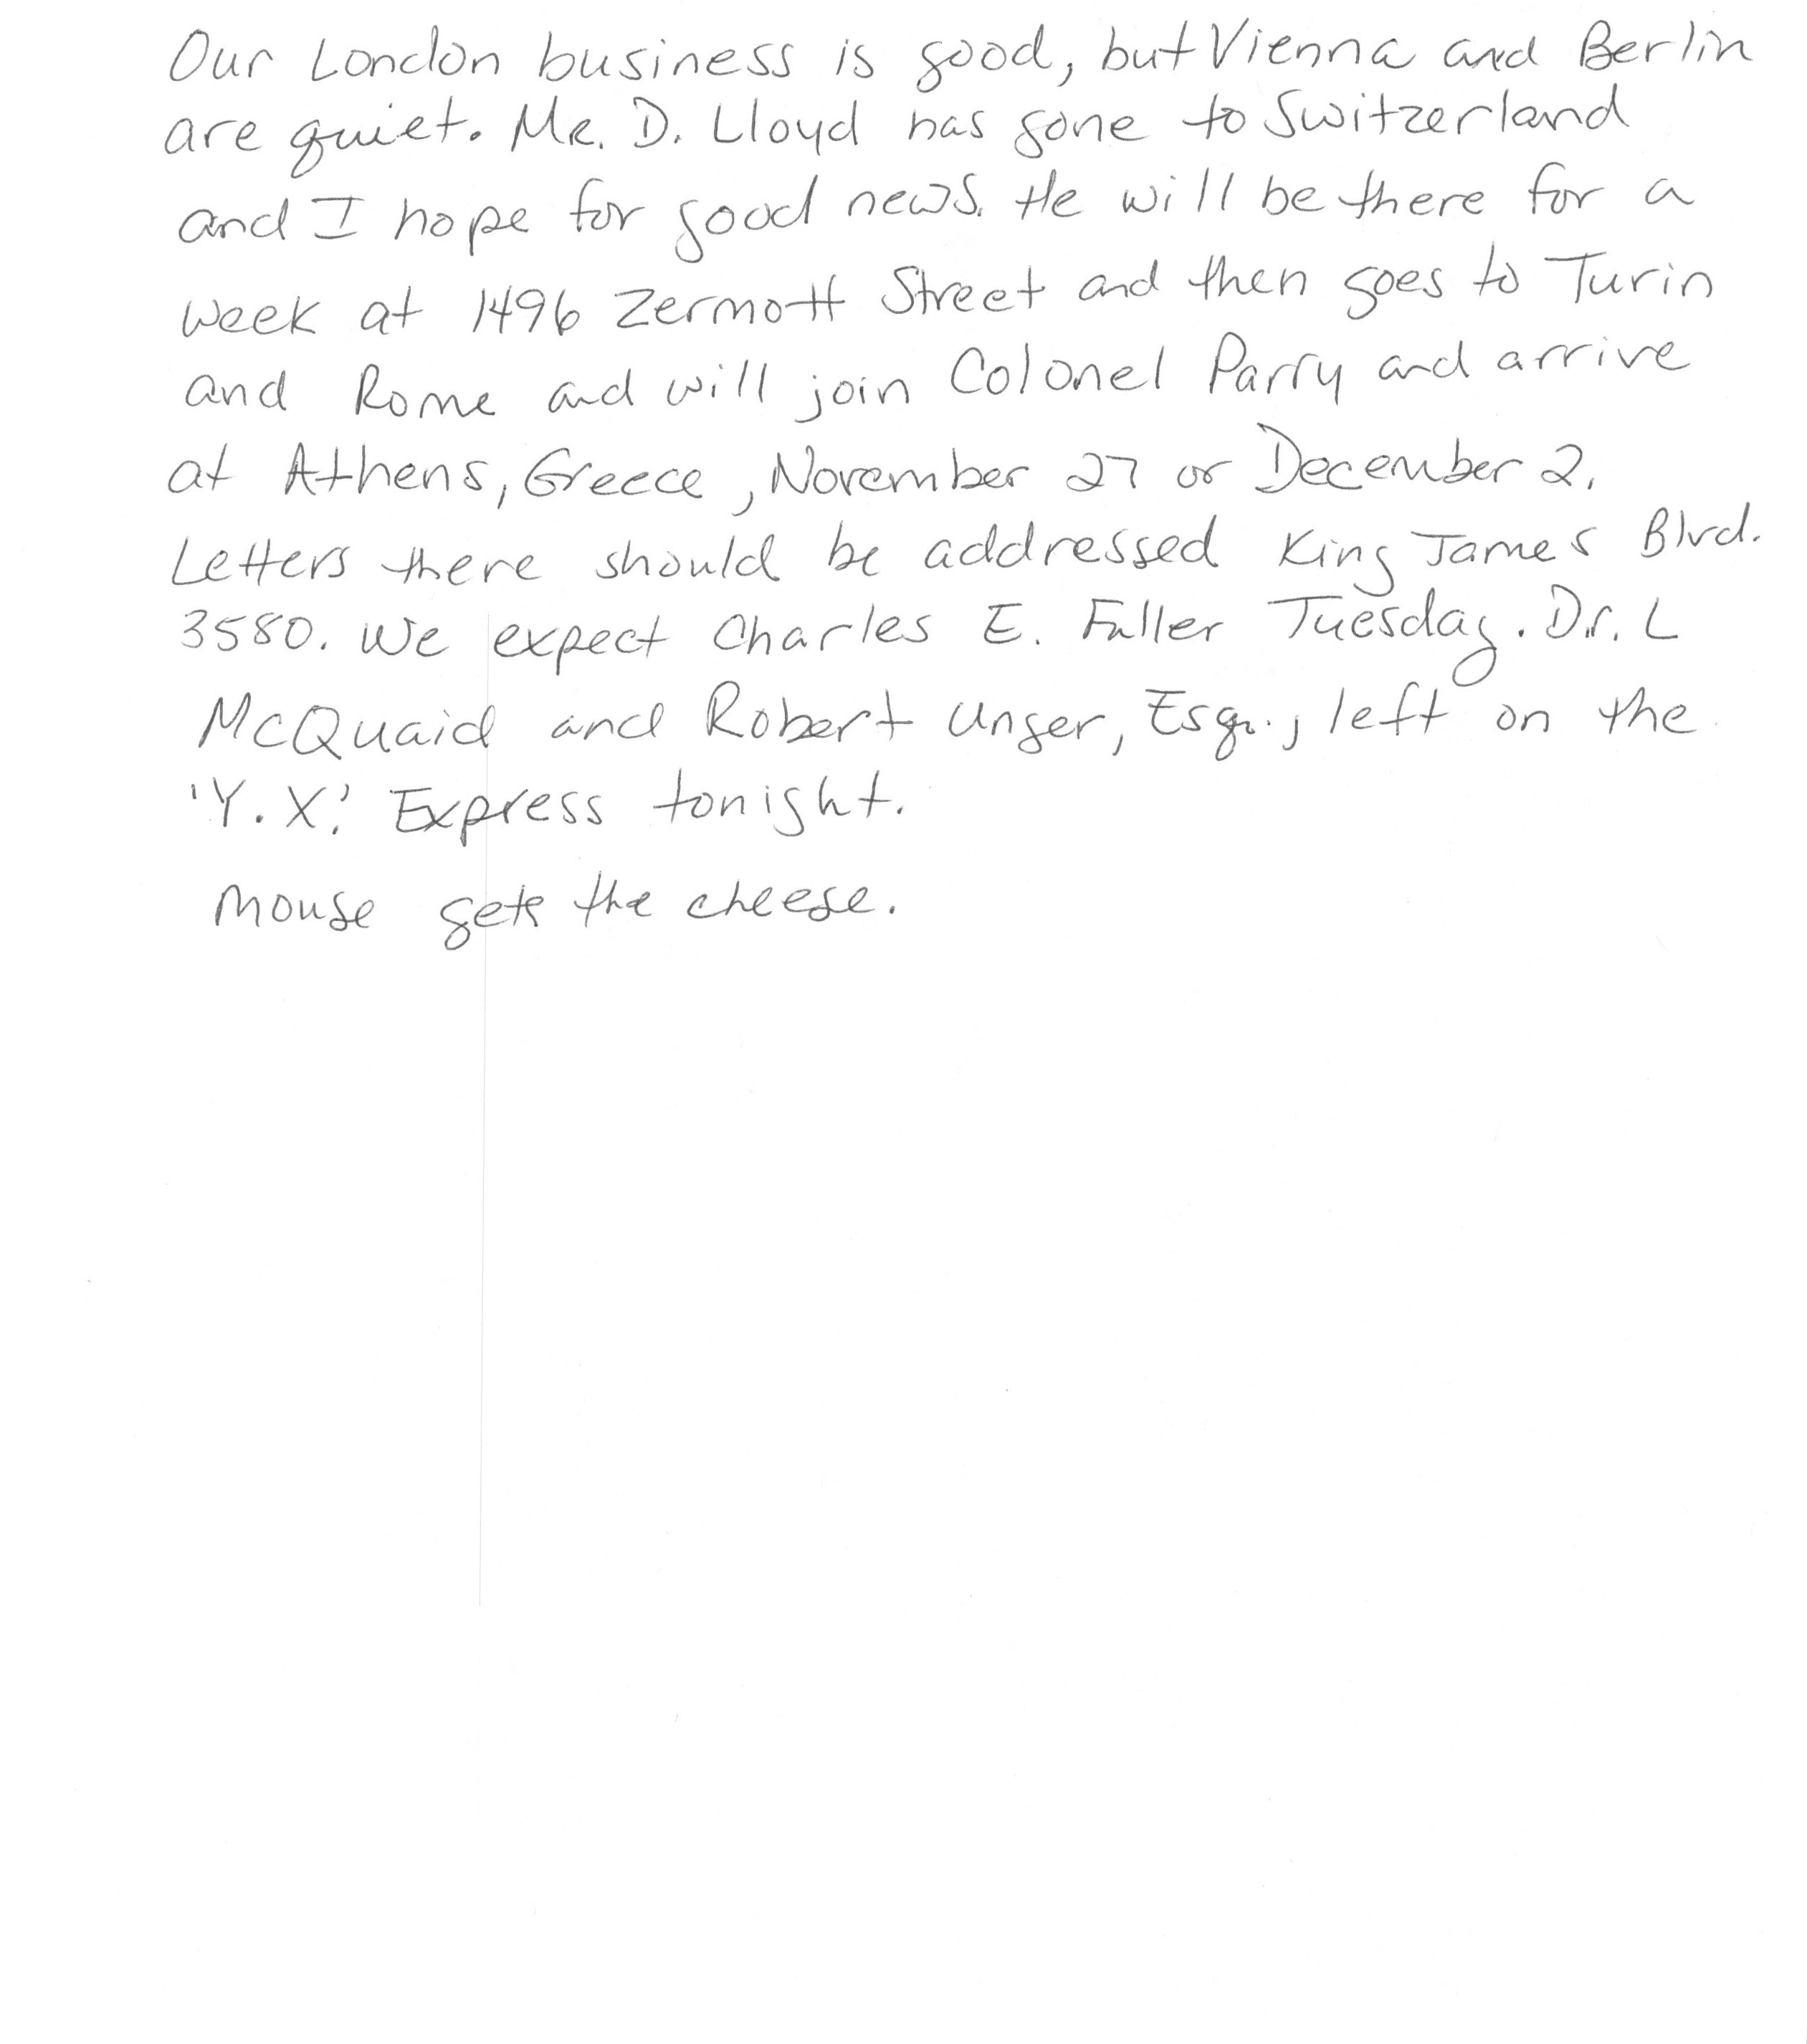 Our London business is good, but Vienna and Berlin
are quiet. Mr. D. Lloyd has gone to Switzerland
and I hope for good news. He will be there for a
week at 1496 Zermott Street and then goes to Turin
and Rome and will join Colonel Parry and arrive
at Athens, Greece, November 27 or December 2.
Letters there should be addressed King James Blvd.
3580. We expect Charles E. Fuller Tuesday. Dr. L
McQuaid and Robert Unger, Esq., left on the
'Y.X.' Express tonight.
Mouse gets the cheese.